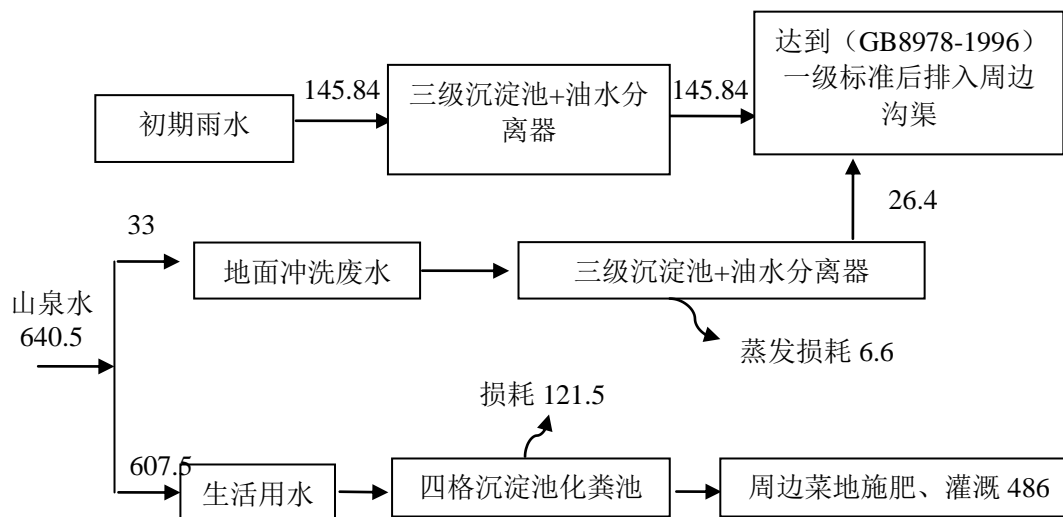 初期雨水
145.84
三级沉淀池+油水分
离器
145.84
达到（GB8978-1996）
一级标准后排入周边
沟渠
26.4
33
地面冲洗废水
三级沉淀池+油水分离器
山泉水
640.5
蒸发损耗 6.6
损耗 121.5
607.5
生活用水
四格沉淀池化粪池
周边菜地施肥、灌溉 486